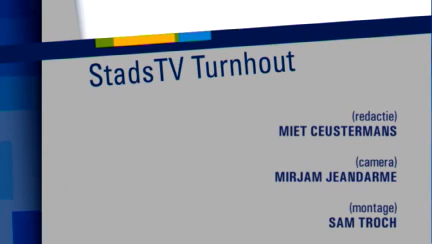 StadsTV Turnhout
(redactie)
MIET CEUSTERMANS
(camera)
MIRJAM JEANDARME
(montage)
SAM TROCH